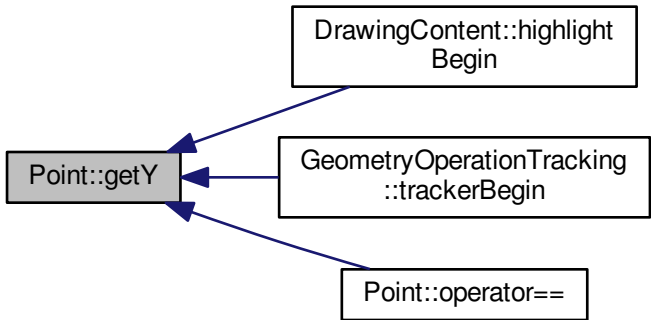 DrawingContent::highlight
Begin
Point::getY
GeometryOperationTracking
::trackerBegin
Point::operator==